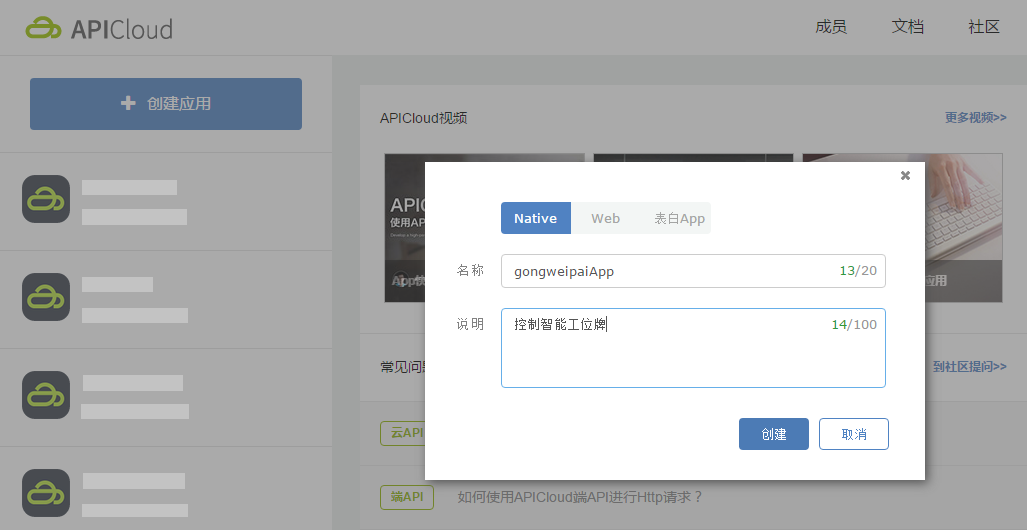 APICloud
成员
文档
社区
创建应用
APICloud视频
更多视频>>
使用AP
Native
Web
表白App
名称
gongweipaiApp
13/20
说明
控制智能工位牌
14/100
应用
常见问
到社区提问>>
创建
取消
云API
端API
如何使用APICloud端API进行Http请求？